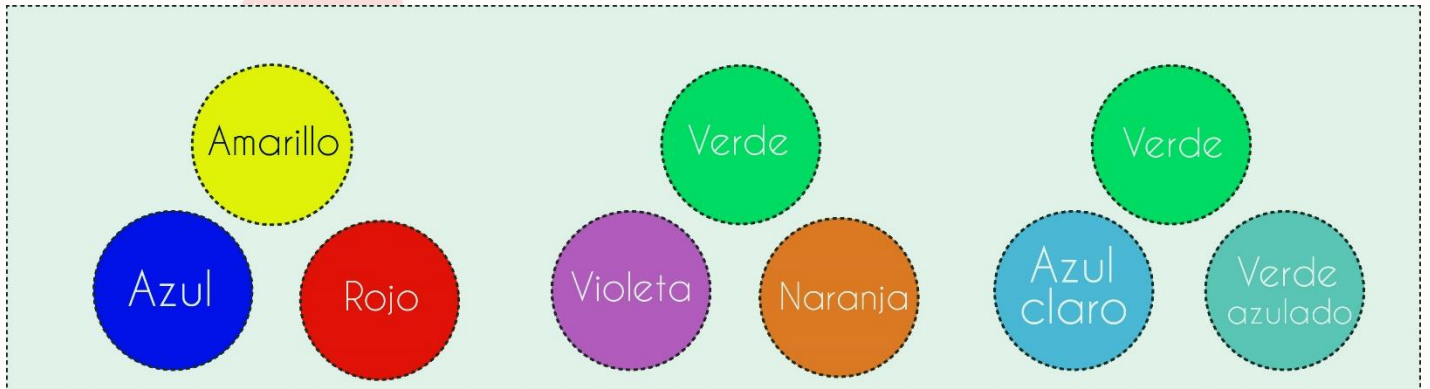 Amarillo
Azul
Rojo
Verde
Violeta
Naranja
Verde
Azul
claro
Verde
azulado